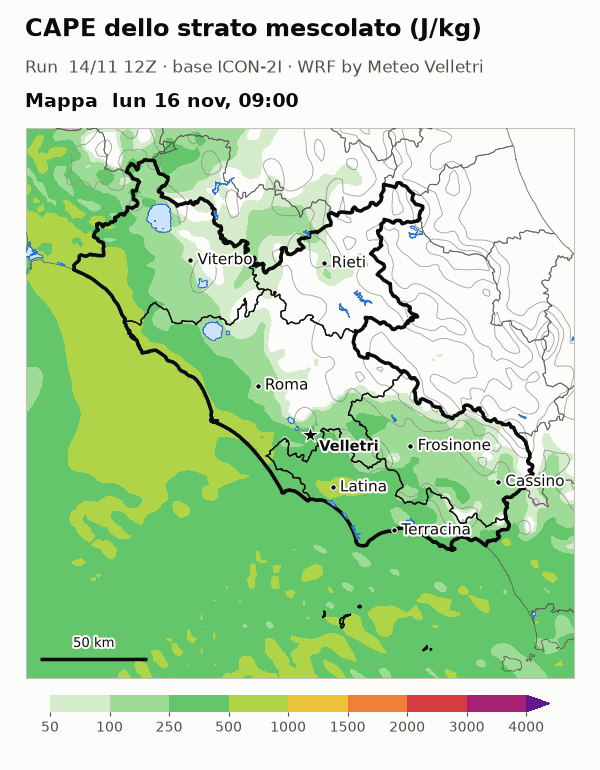 CAPE dello strato mescolato (J/kg)
Run  14/11 12Z · base ICON-2I · WRF by Meteo Velletri
Mappa  lun 16 nov, 09:00
Viterbo
Rieti
Roma
Velletri
Frosinone
Latina
Cassino
Terracina
50 km
50 100 250 500 1000 1500 2000 3000 4000